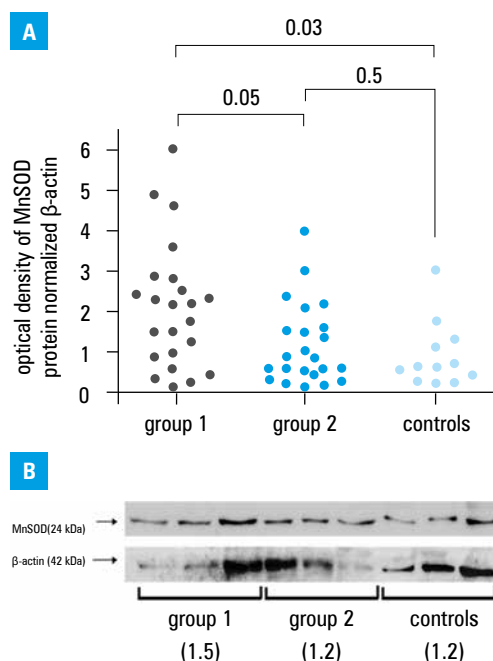 A
0.03
0.05
0.5
optical density of MnSOD
protein normalized β-actin
6
5
4
3
2
1
0
group 1 group 2 controls
B
MnSOD(24 kDa)
β-actin (42 kDa)
group 1 group 2 controls
(1.5) (1.2) (1.2)